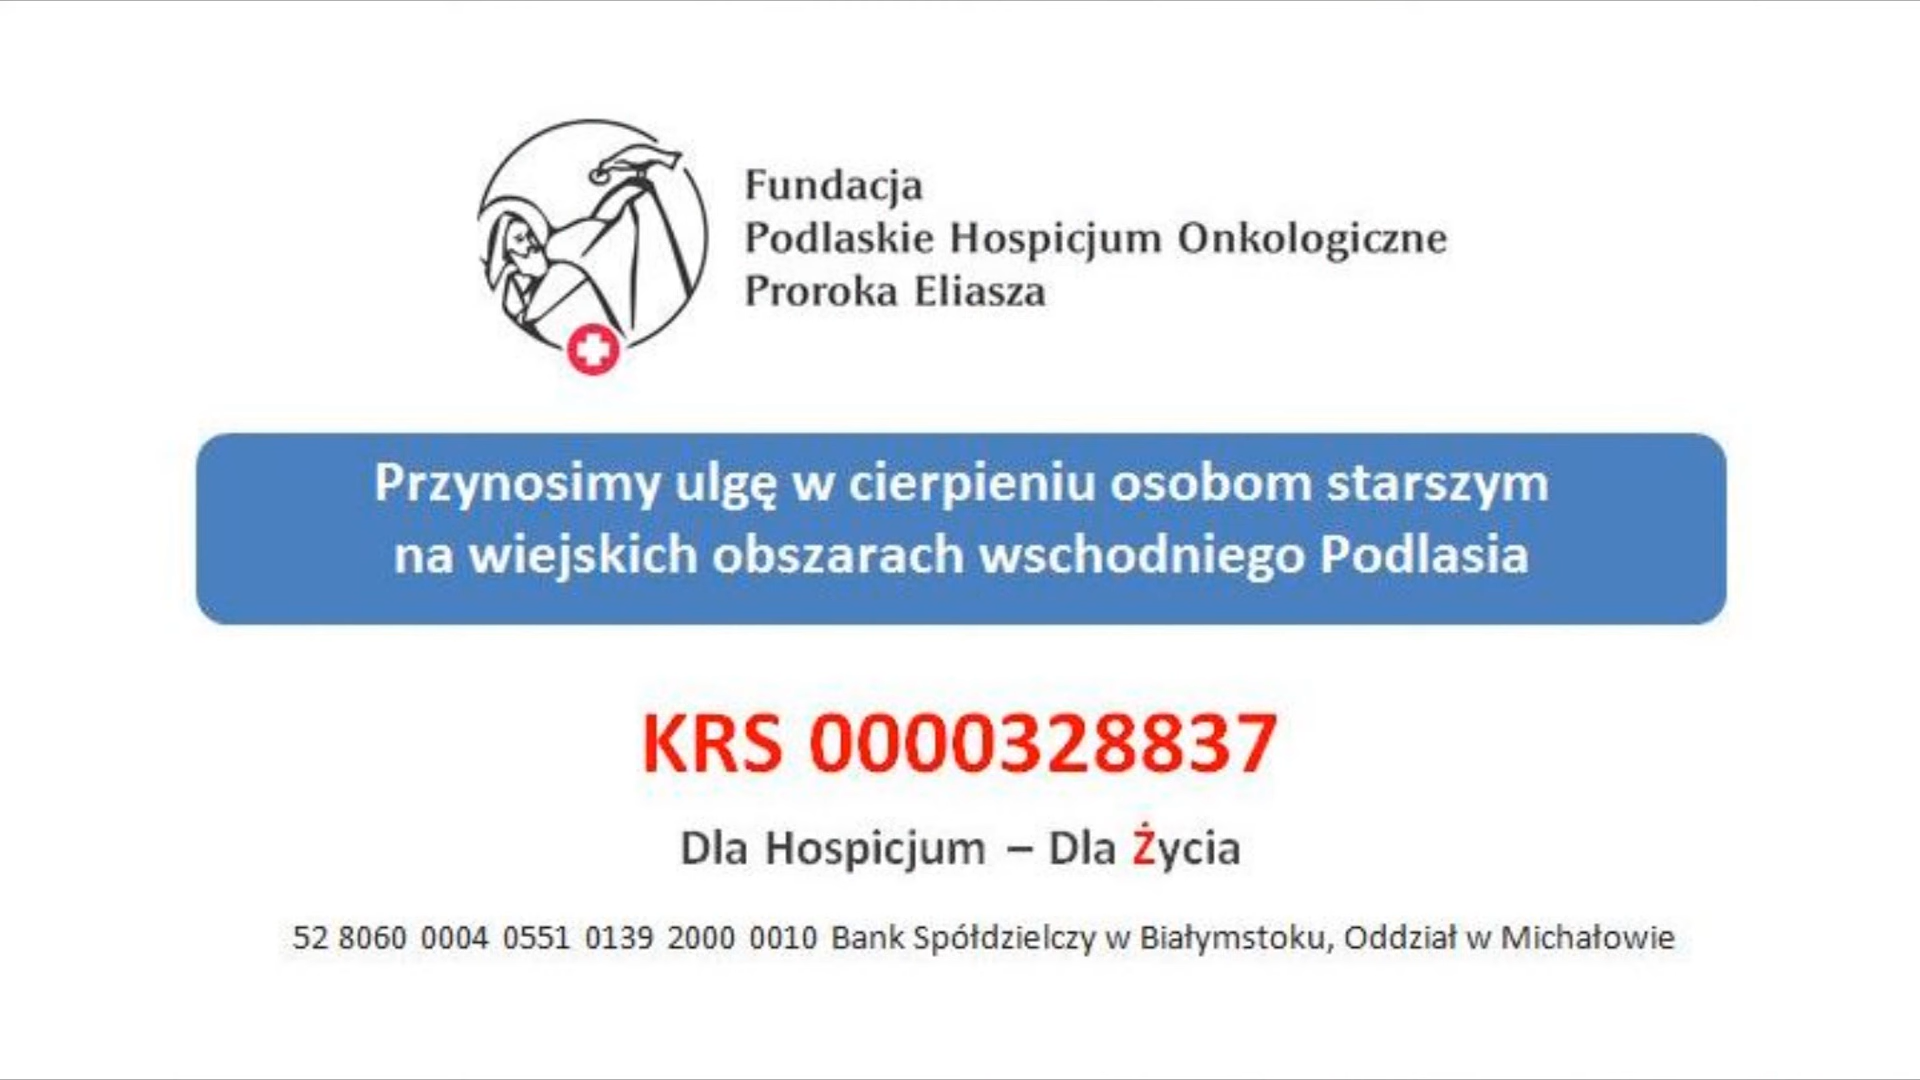 Fundacja
Podlaskie Hospicjum Onkologiczne
Proroka Eliasza
Przynosimy ulgę w cierpieniu osobom starszym
na wiejskich obszarach wschodniego Podlasia
KRS 0000328837
Dla Hospicjum – Dla Życia
52 8060 0004 0551 0139 2000 0010 Bank Spółdzielczy w Białymstoku, Oddział w Michałowie